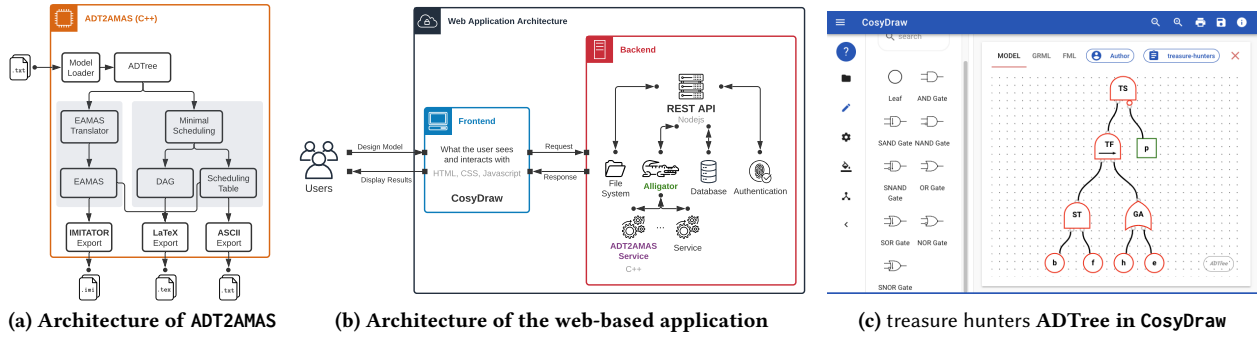 ADT2AMAS (C++)
.txt
Model
Loader
ADTree
EAMAS
Translator
Minimal
Scheduling
EAMAS
DAG
Scheduling
Table
IMITATOR
Export
LaTeX
Export
ASCII
Export
.imi
.tex
.txt
(a) Architecture of ADT2AMAS
Web Application Architecture
Backend
REST API
Nodejs
Frontend
What the user sees
and interacts with
HTML, CSS, Javascript
CosyDraw
Users
Design Model
Display Results
Request
Response
File
System
Alligator
Database
Authentication
ADT2AMAS
Service
C++
...
Service
(b) Architecture of the web-based application
CosyDraw
?
search
Leaf
AND Gate
SAND Gate
NAND Gate
SNAND
Gate
OR Gate
SOR Gate
NOR Gate
SNOR Gate
MODEL
GRML
FML
Author
treasure-hunters
TS
TF
p
ST
GA
b
f
h
e
ADTree
(c) treasure hunters ADTree in CosyDraw